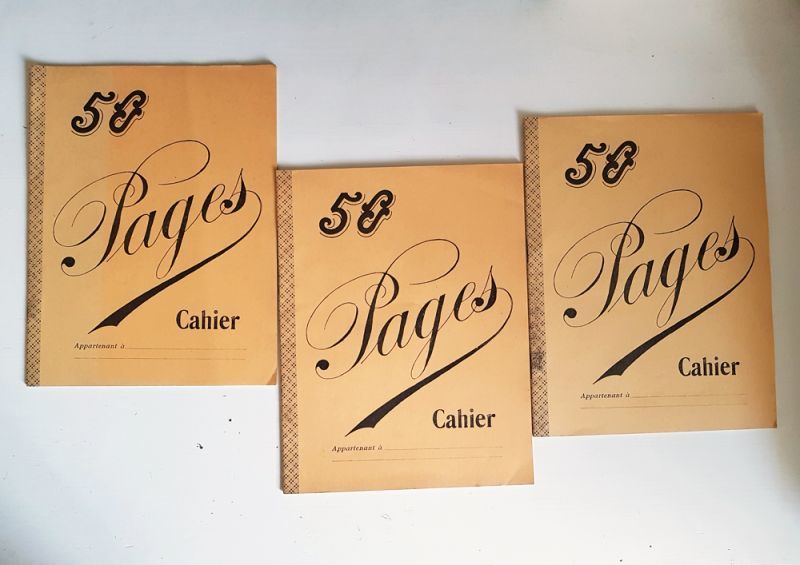 50
Pages
Cahier
Appartenant à
50
Pages
Cahier
Appartenant à
50
Pages
Cahier
Appartenant à